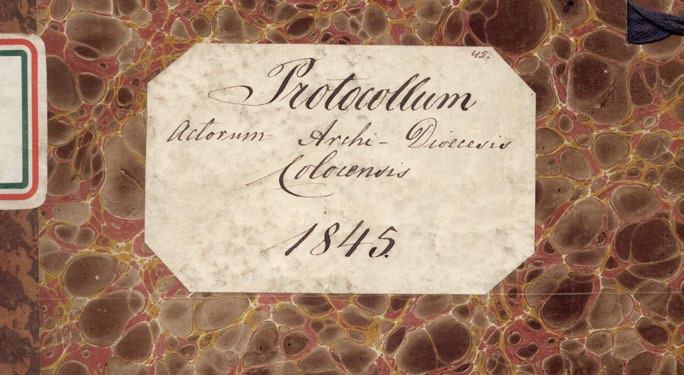 45.
Protocollum
Actorum Archi-Dioecesis
Colocensis
1845.